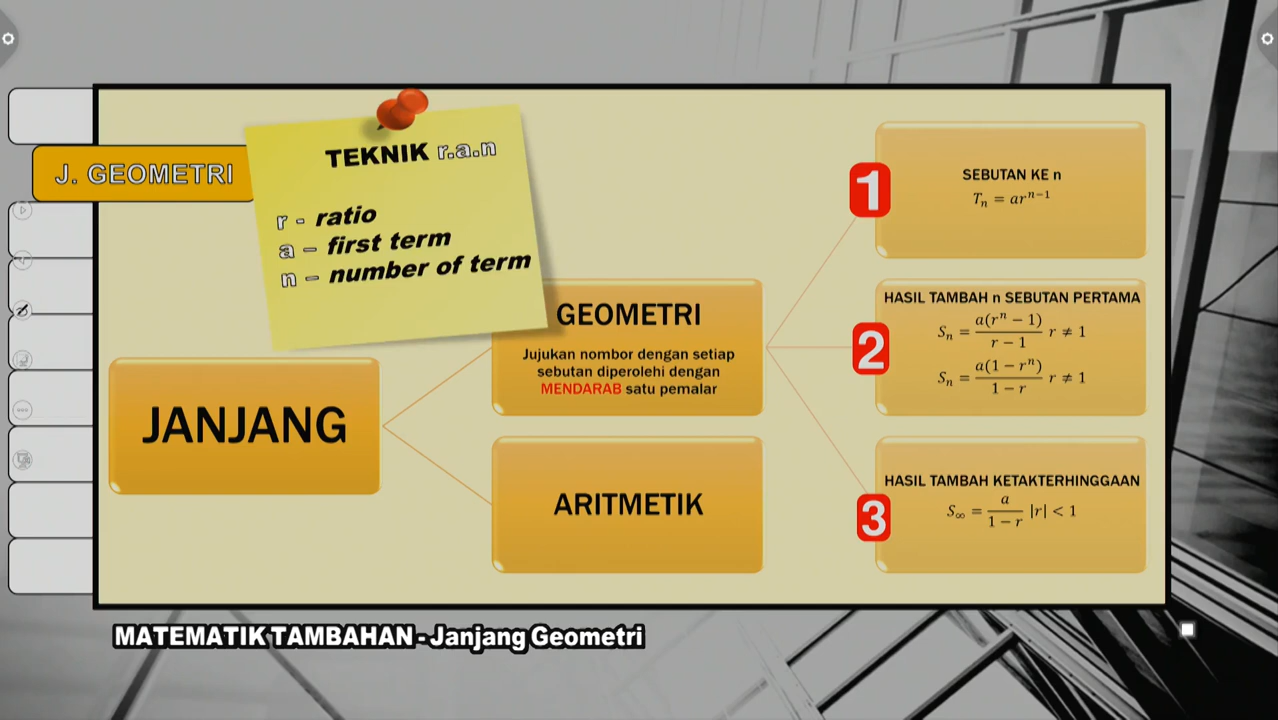 J. GEOMETRI
TEKNIK r.a.n
r - ratio
a – first term
n – number of term
JANJANG
GEOMETRI
Jujukan nombor dengan setiap
sebutan diperolehi dengan
MENDARAB satu pemalar
ARITMETIK
1
SEBUTAN KE n
Tₙ = arⁿ⁻¹
2
HASIL TAMBAH n SEBUTAN PERTAMA
Sₙ = a(rⁿ − 1) / r − 1 r ≠ 1
Sₙ = a(1 − rⁿ) / 1 − r r ≠ 1
3
HASIL TAMBAH KETAKTERHINGGAAN
S∞ = a / 1 − r |r| < 1
MATEMATIK TAMBAHAN - Janjang Geometri